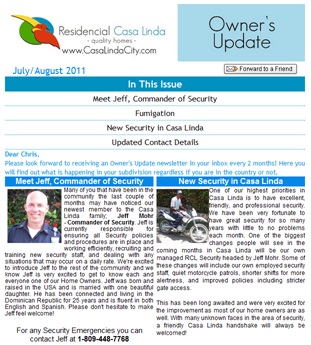 Residencial Casa Linda
- quality homes -
www.CasaLindaCity.com
Owner's
Update
July/August 2011
Forward to a Friend
In This Issue
Meet Jeff, Commander of Security
Fumigation
New Security in Casa Linda
Updated Contact Details
Dear Chris,
Please look forward to receiving an Owner's Update newsletter in your inbox every 2 months! Here you
will find out what is happening in your subdivision regardless if you are in the country or not.
Meet Jeff, Commander of Security
Many of you that have been in the
community the last couple of
months may have noticed our
newest member to the Casa
Linda family; Jeff Mohr
- Commander of Security. Jeff is
currently responsible for
ensuring all Security policies
and procedures are in place and
working efficiently, recruiting and
training new security staff, and dealing with any
situations that may occur on a daily rate. We're excited
to introduce Jeff to the rest of the community and we
know Jeff is very excited to get to know each and
everyone one of our Home Owners. Jeff was born and
raised in the USA and is married with one beautiful
daughter. He has been connected and living in the
Dominican Republic for 25 years and is fluent in both
English and Spanish. Please don't hesitate to make
Jeff feel welcome!
For any Security Emergencies you can
contact Jeff at 1-809-448-7768
New Security in Casa Linda
One of our highest priorities in
Casa Linda is to have excellent,
friendly, and professional security.
We have been very fortunate to
have great security for so many
years with little to no problems
each month. One of the biggest
changes people will see in the
coming months in Casa Linda will be our own
managed RCL Security headed by Jeff Mohr. Some of
these changes will include our own employed security
staff, quiet motorcycle patrols, shorter shifts for more
alertness, and improved policies including stricter
gate access.
This has been long awaited and were very excited for
the improvement as most of our home owners are as
well. With many unknown faces in the area of security,
a friendly Casa Linda handshake will always be
welcomed!